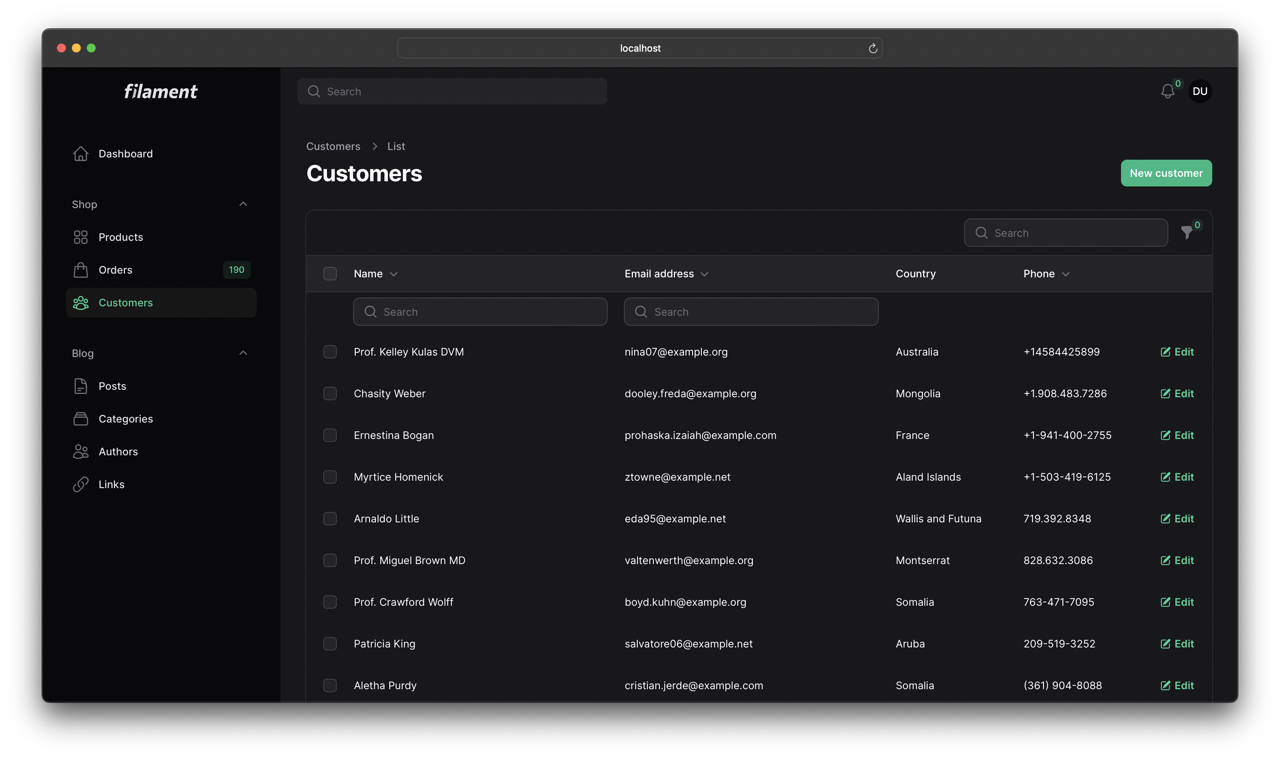 localhost
filament
Search
0
DU
Dashboard
Shop
Products
Orders 190
Customers
Blog
Posts
Categories
Authors
Links
Customers List
Customers
New customer
Search
0
Name Email address Country Phone
Search Search
Prof. Kelley Kulas DVM nina07@example.org Australia +14584425899 Edit
Chasity Weber dooley.freda@example.org Mongolia +1.908.483.7286 Edit
Ernestina Bogan prohaska.izaiah@example.com France +1-941-400-2755 Edit
Myrtice Homenick ztowne@example.net Aland Islands +1-503-419-6125 Edit
Arnaldo Little eda95@example.net Wallis and Futuna 719.392.8348 Edit
Prof. Miguel Brown MD valtenwerth@example.org Montserrat 828.632.3086 Edit
Prof. Crawford Wolff boyd.kuhn@example.org Somalia 763-471-7095 Edit
Patricia King salvatore06@example.net Aruba 209-519-3252 Edit
Aletha Purdy cristian.jerde@example.com Somalia (361) 904-8088 Edit